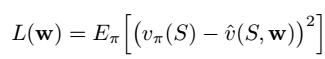 L(𝐰) = E_π[(v_π(S) − v̂(S, 𝐰))²]